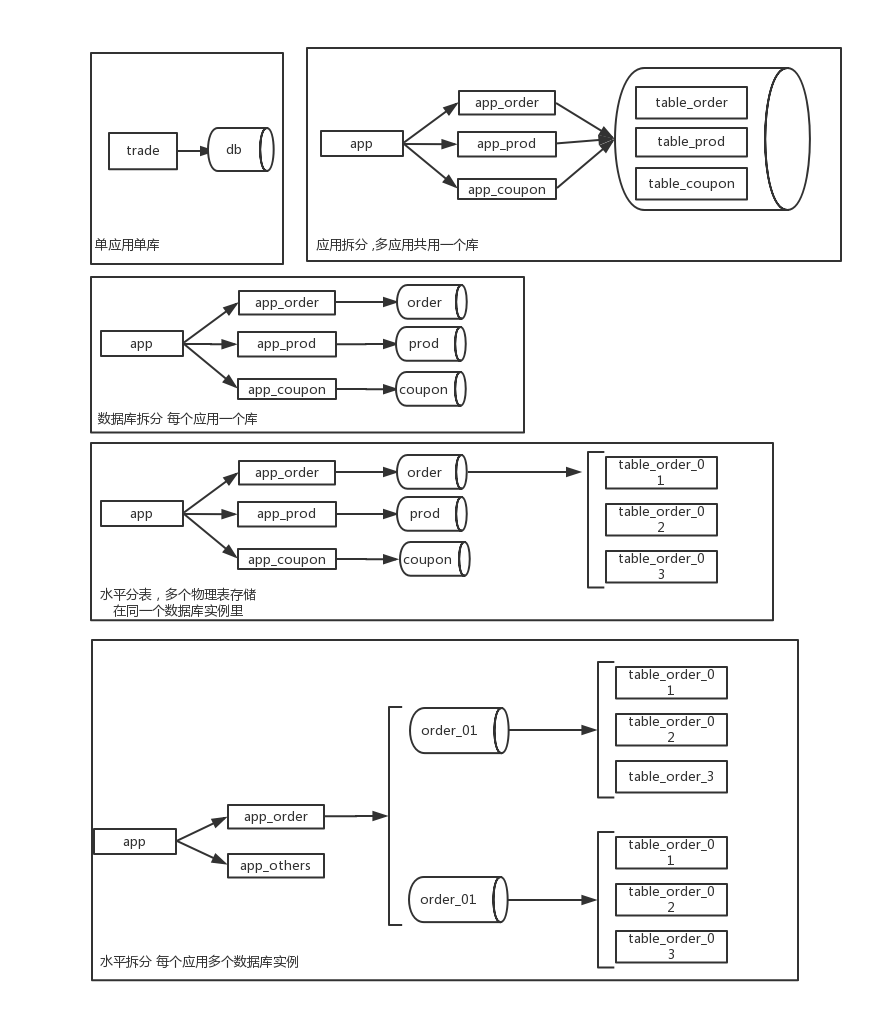 trade
db
单应用单库
app
app_order
app_prod
app_coupon
table_order
table_prod
table_coupon
应用拆分 ,多应用共用一个库
app
app_order
app_prod
app_coupon
order
prod
coupon
数据库拆分 每个应用一个库
app
app_order
app_prod
app_coupon
order
prod
coupon
table_order_0
1
table_order_0
2
table_order_0
3
水平分表，多个物理表存储
在同一个数据库实例里
app
app_order
app_others
order_01
table_order_0
1
table_order_0
2
table_order_3
order_01
table_order_0
1
table_order_0
2
table_order_0
3
水平拆分 每个应用多个数据库实例